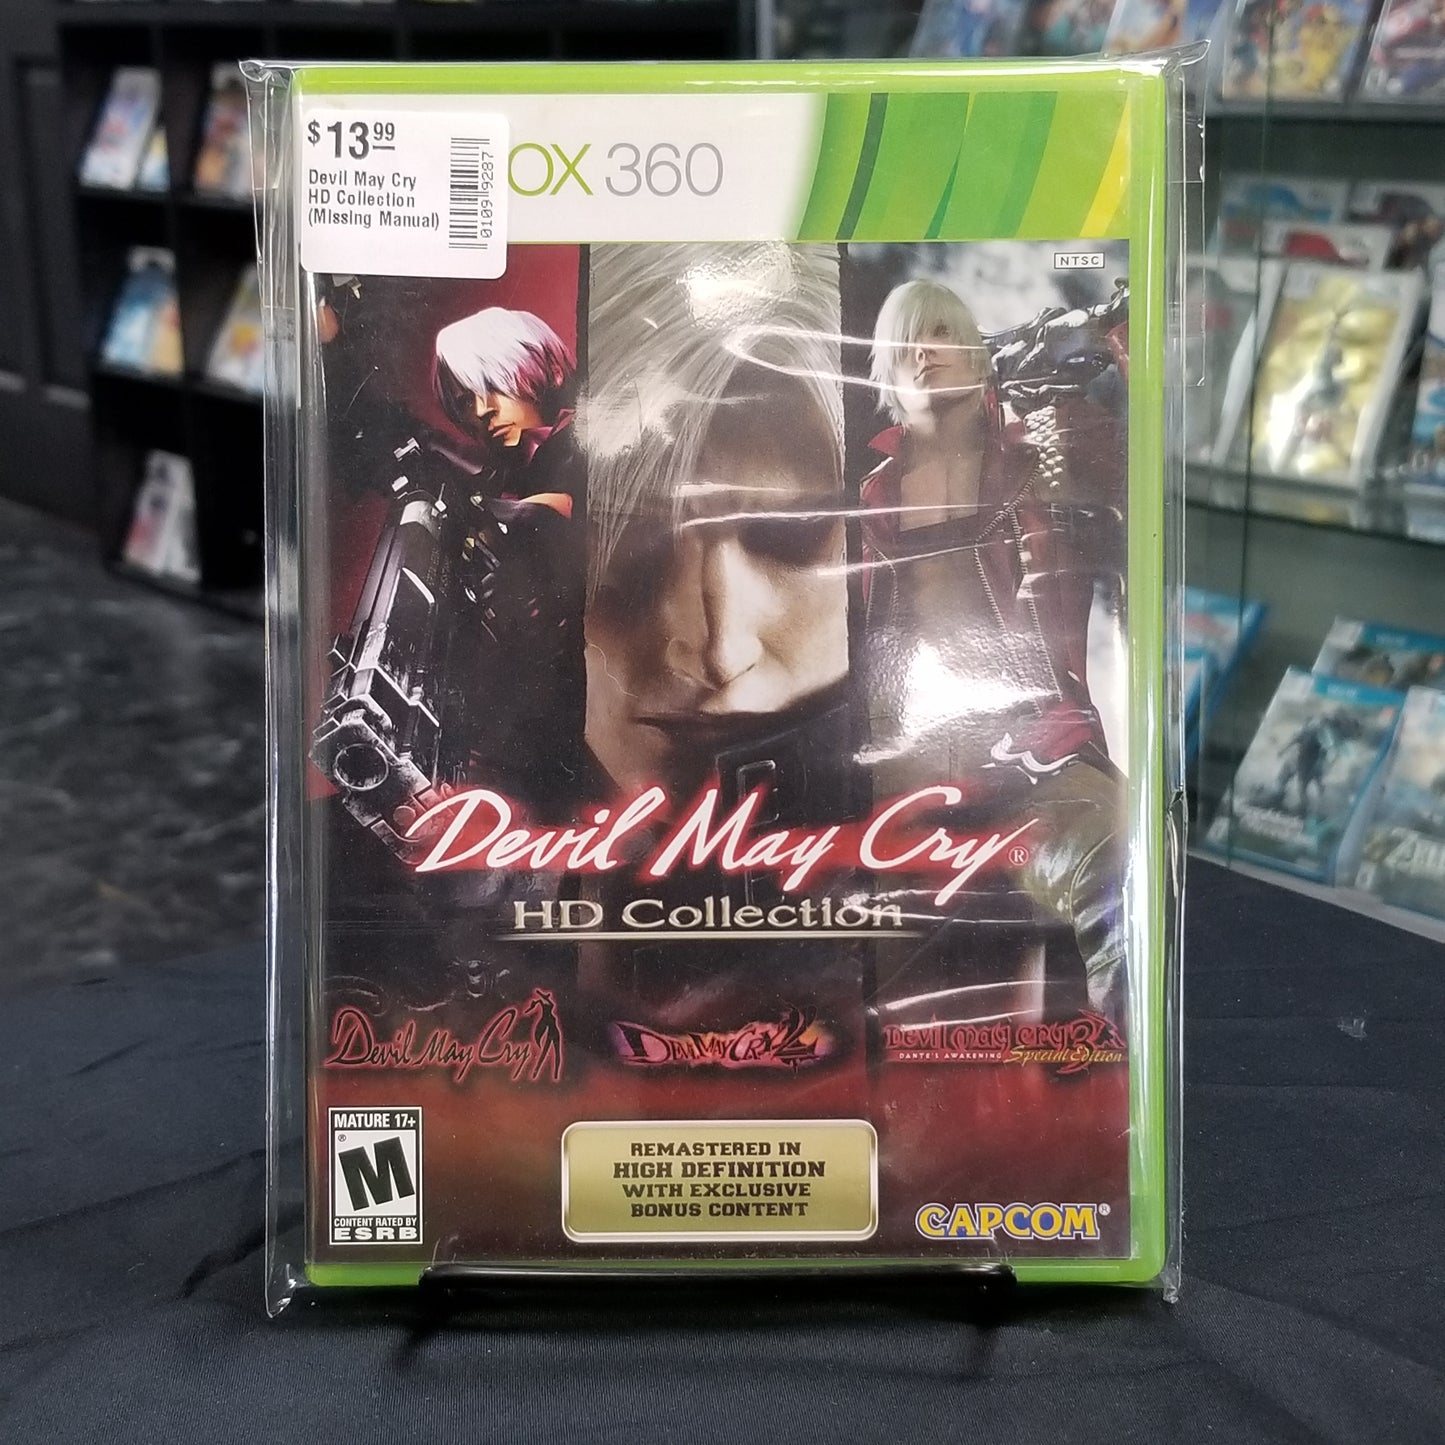 $13.99
Devil May Cry
HD Collection
(Missing Manual)
01099287
OX 360
NTSC
Devil May Cry®
HD Collection
Devil May Cry
Devil May Cry 2
Devil may cry 3
DANTE'S AWAKENING Special Edition
MATURE 17+
M®
CONTENT RATED BY
ESRB
REMASTERED IN
HIGH DEFINITION
WITH EXCLUSIVE
BONUS CONTENT
CAPCOM®